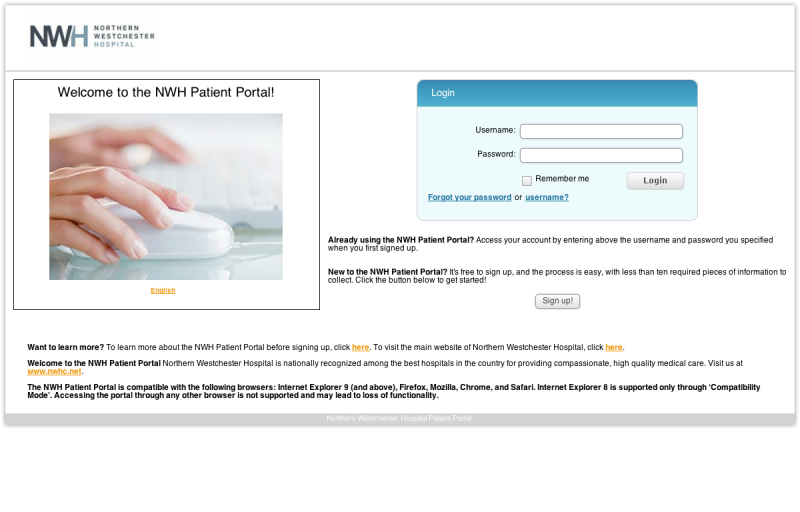 NWH NORTHERN
WESTCHESTER
HOSPITAL
Welcome to the NWH Patient Portal!
English
Login
Username:
Password:
Remember me
Login
Forgot your password or username?
Already using the NWH Patient Portal? Access your account by entering above the username and password you specified
when you first signed up.
New to the NWH Patient Portal? It's free to sign up, and the process is easy, with less than ten required pieces of information to
collect. Click the button below to get started!
Sign up!
Want to learn more? To learn more about the NWH Patient Portal before signing up, click here. To visit the main website of Northern Westchester Hospital, click here.
Welcome to the NWH Patient Portal Northern Westchester Hospital is nationally recognized among the best hospitals in the country for providing compassionate, high quality medical care. Visit us at
www.nwhc.net.
The NWH Patient Portal is compatible with the following browsers: Internet Explorer 9 (and above), Firefox, Mozilla, Chrome, and Safari. Internet Explorer 8 is supported only through ‘Compatibility
Mode’. Accessing the portal through any other browser is not supported and may lead to loss of functionality.
Northern Westchester Hospital Patient Portal